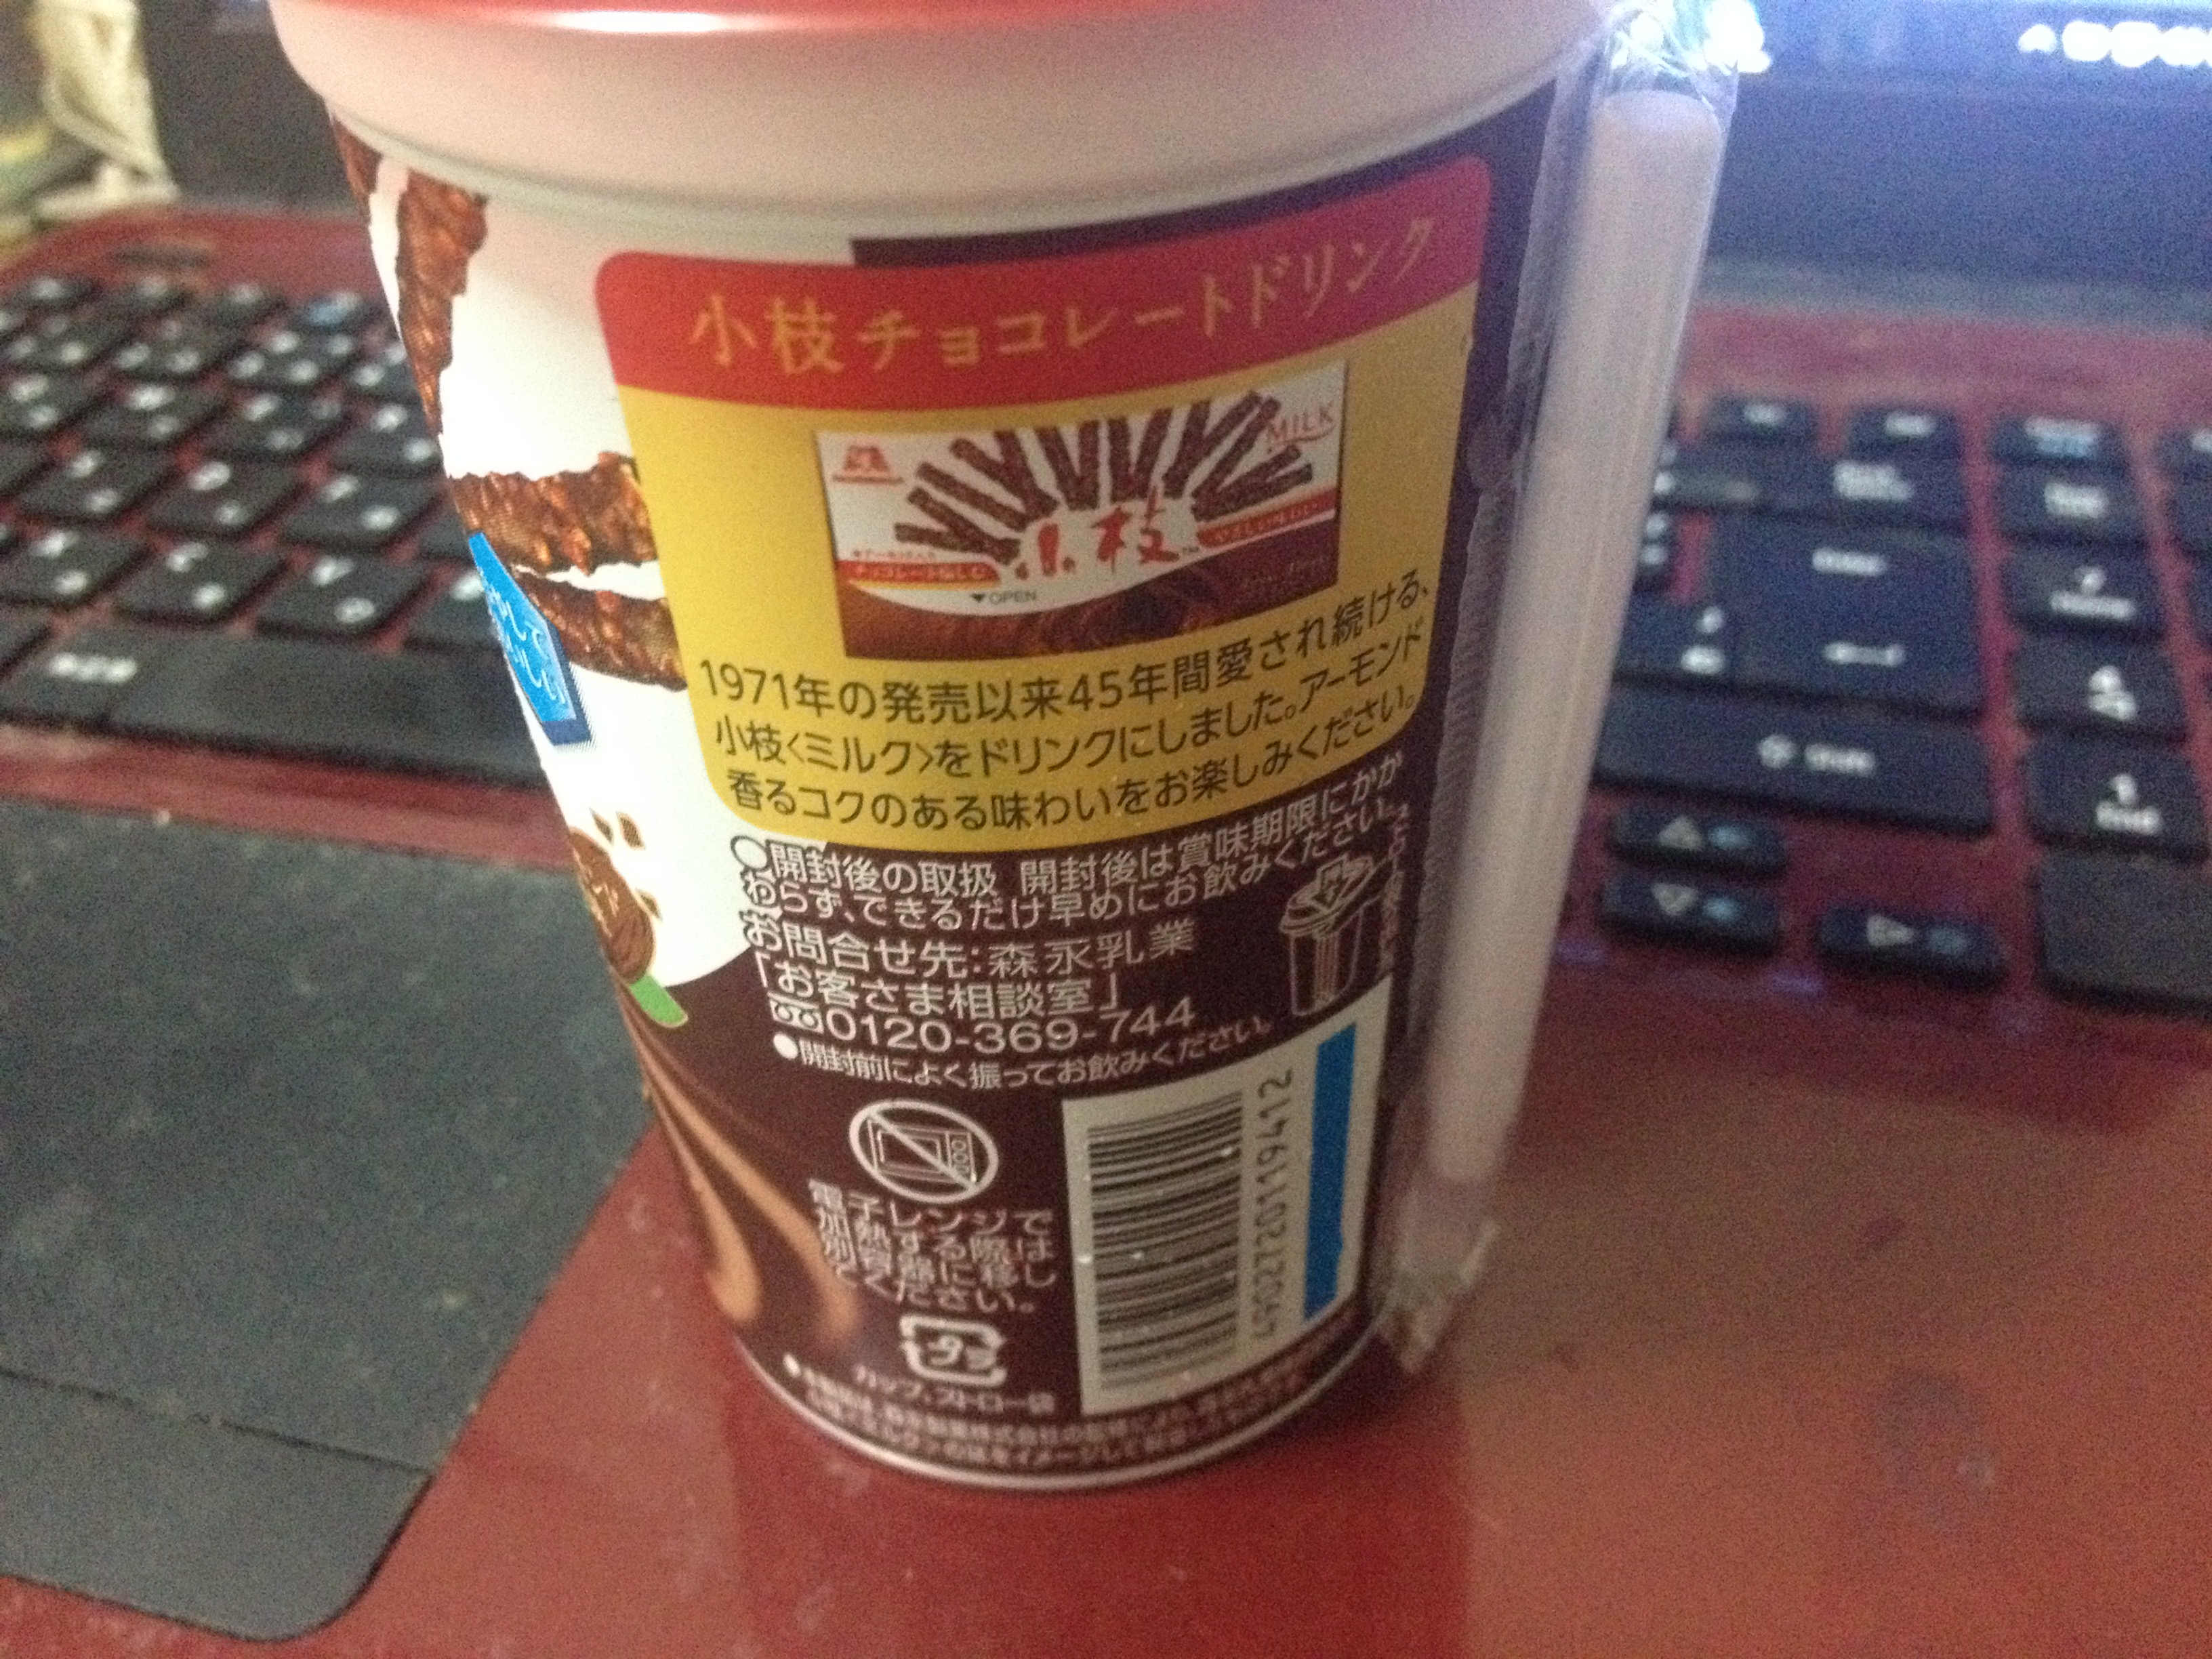 小枝チョコレートドリンク
MILK
小枝
▼OPEN
1971年の発売以来45年間愛され続ける、
小枝<ミルク>をドリンクにしました。アーモンド
香るコクのある味わいをお楽しみください。
○開封後の取扱 開封後は賞味期限にかか
わらず、できるだけ早めにお飲みください。
お問合せ先:森永乳業
「お客さま相談室」
0120-369-744
●開封前によく振ってお飲みください。
電子レンジで
加熱する際は
別容器に移し
てください。
プラ
カップ・ストロー袋
4902720119412